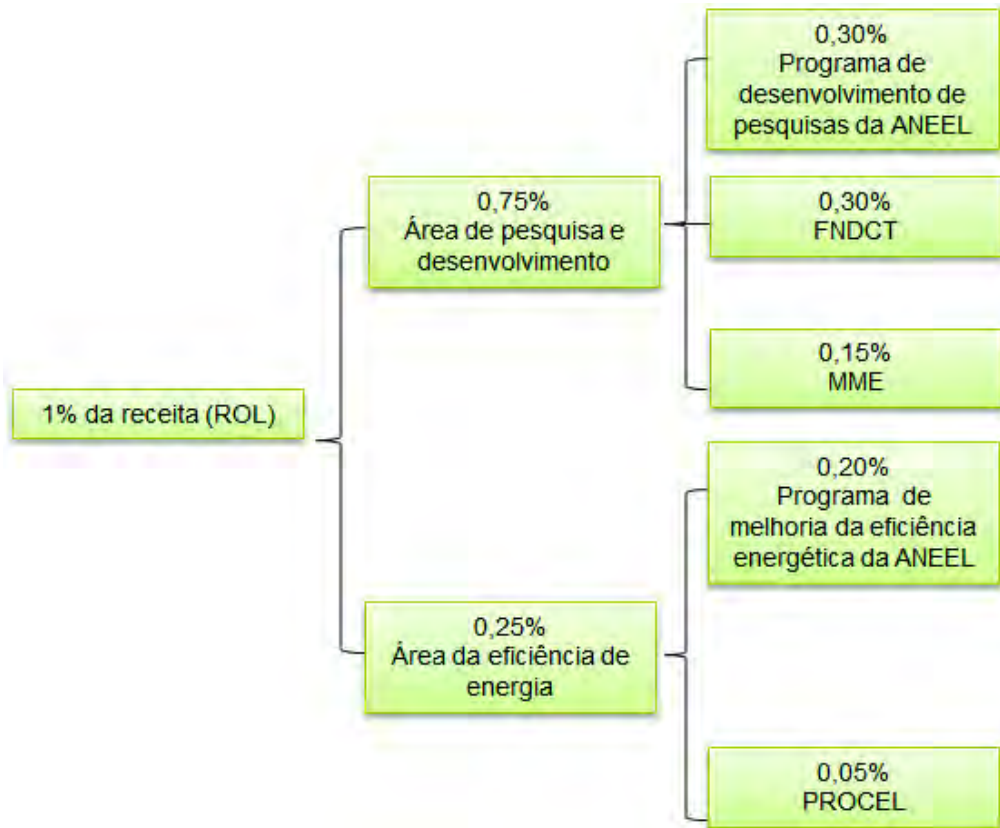 1% da receita (ROL)
0,75%
Área de pesquisa e
desenvolvimento
0,30%
Programa de
desenvolvimento de
pesquisas da ANEEL
0,30%
FNDCT
0,15%
MME
0,25%
Área da eficiência de
energia
0,20%
Programa de
melhoria da eficiência
energética da ANEEL
0,05%
PROCEL